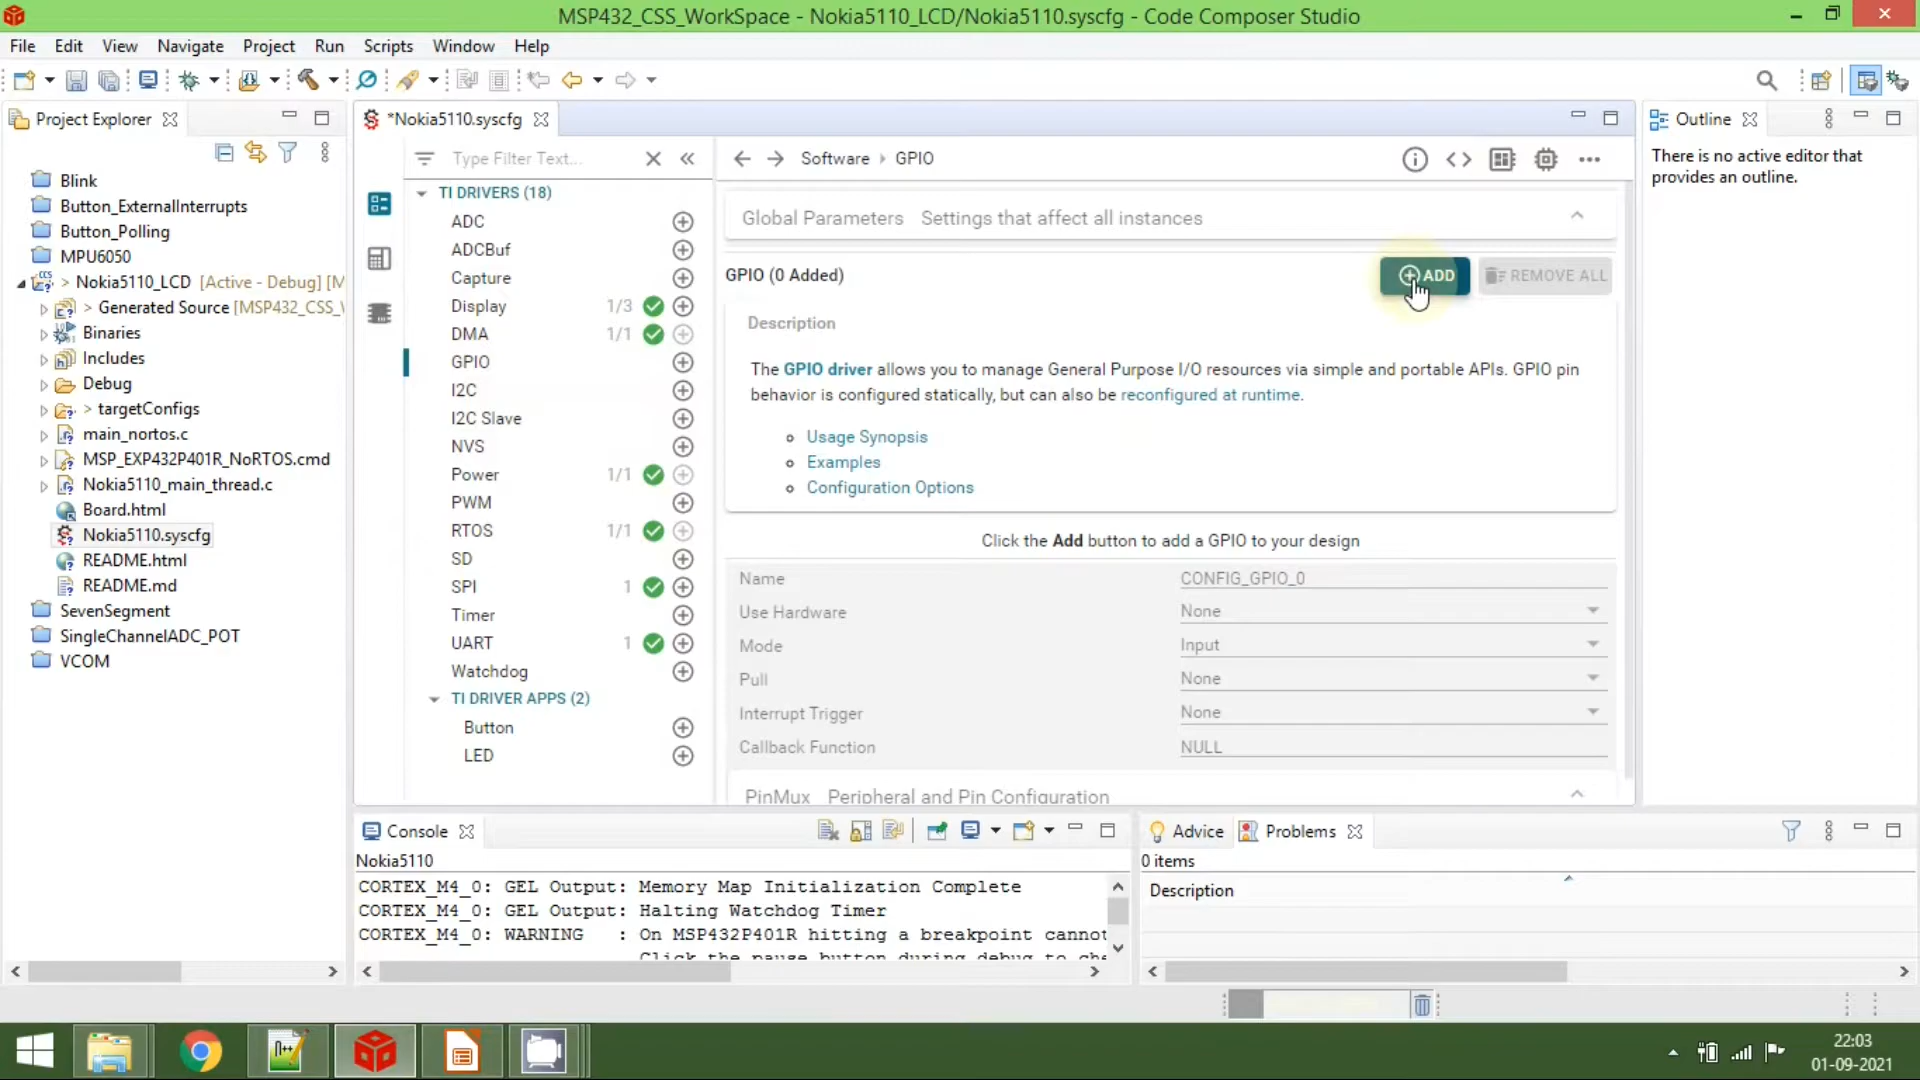 MSP432_CSS_WorkSpace - Nokia5110_LCD/Nokia5110.syscfg - Code Composer Studio
File Edit View Navigate Project Run Scripts Window Help
Project Explorer
Blink
Button_ExternalInterrupts
Button_Polling
MPU6050
> Nokia5110_LCD [Active - Debug] [M
> Generated Source [MSP432_CSS_\
Binaries
Includes
Debug
> targetConfigs
main_nortos.c
MSP_EXP432P401R_NoRTOS.cmd
Nokia5110_main_thread.c
Board.html
Nokia5110.syscfg
README.html
README.md
SevenSegment
SingleChannelADC_POT
VCOM
*Nokia5110.syscfg
Type Filter Text...
TI DRIVERS (18)
ADC
ADCBuf
Capture
Display 1/3
DMA 1/1
GPIO
I2C
I2C Slave
NVS
Power 1/1
PWM
RTOS 1/1
SD
SPI 1
Timer
UART 1
Watchdog
TI DRIVER APPS (2)
Button
LED
Software › GPIO
Global Parameters Settings that affect all instances
GPIO (0 Added)
ADD
REMOVE ALL
Description
The GPIO driver allows you to manage General Purpose I/O resources via simple and portable APIs. GPIO pin
behavior is configured statically, but can also be reconfigured at runtime.
Usage Synopsis
Examples
Configuration Options
Click the Add button to add a GPIO to your design
Name CONFIG_GPIO_0
Use Hardware None
Mode Input
Pull None
Interrupt Trigger None
Callback Function NULL
PinMux Peripheral and Pin Configuration
Outline
There is no active editor that
provides an outline.
Console
Nokia5110
CORTEX_M4_0: GEL Output: Memory Map Initialization Complete
CORTEX_M4_0: GEL Output: Halting Watchdog Timer
CORTEX_M4_0: WARNING : On MSP432P401R hitting a breakpoint cannot
Click the pause button during debug to che
Advice
Problems
0 items
Description
22:03
01-09-2021